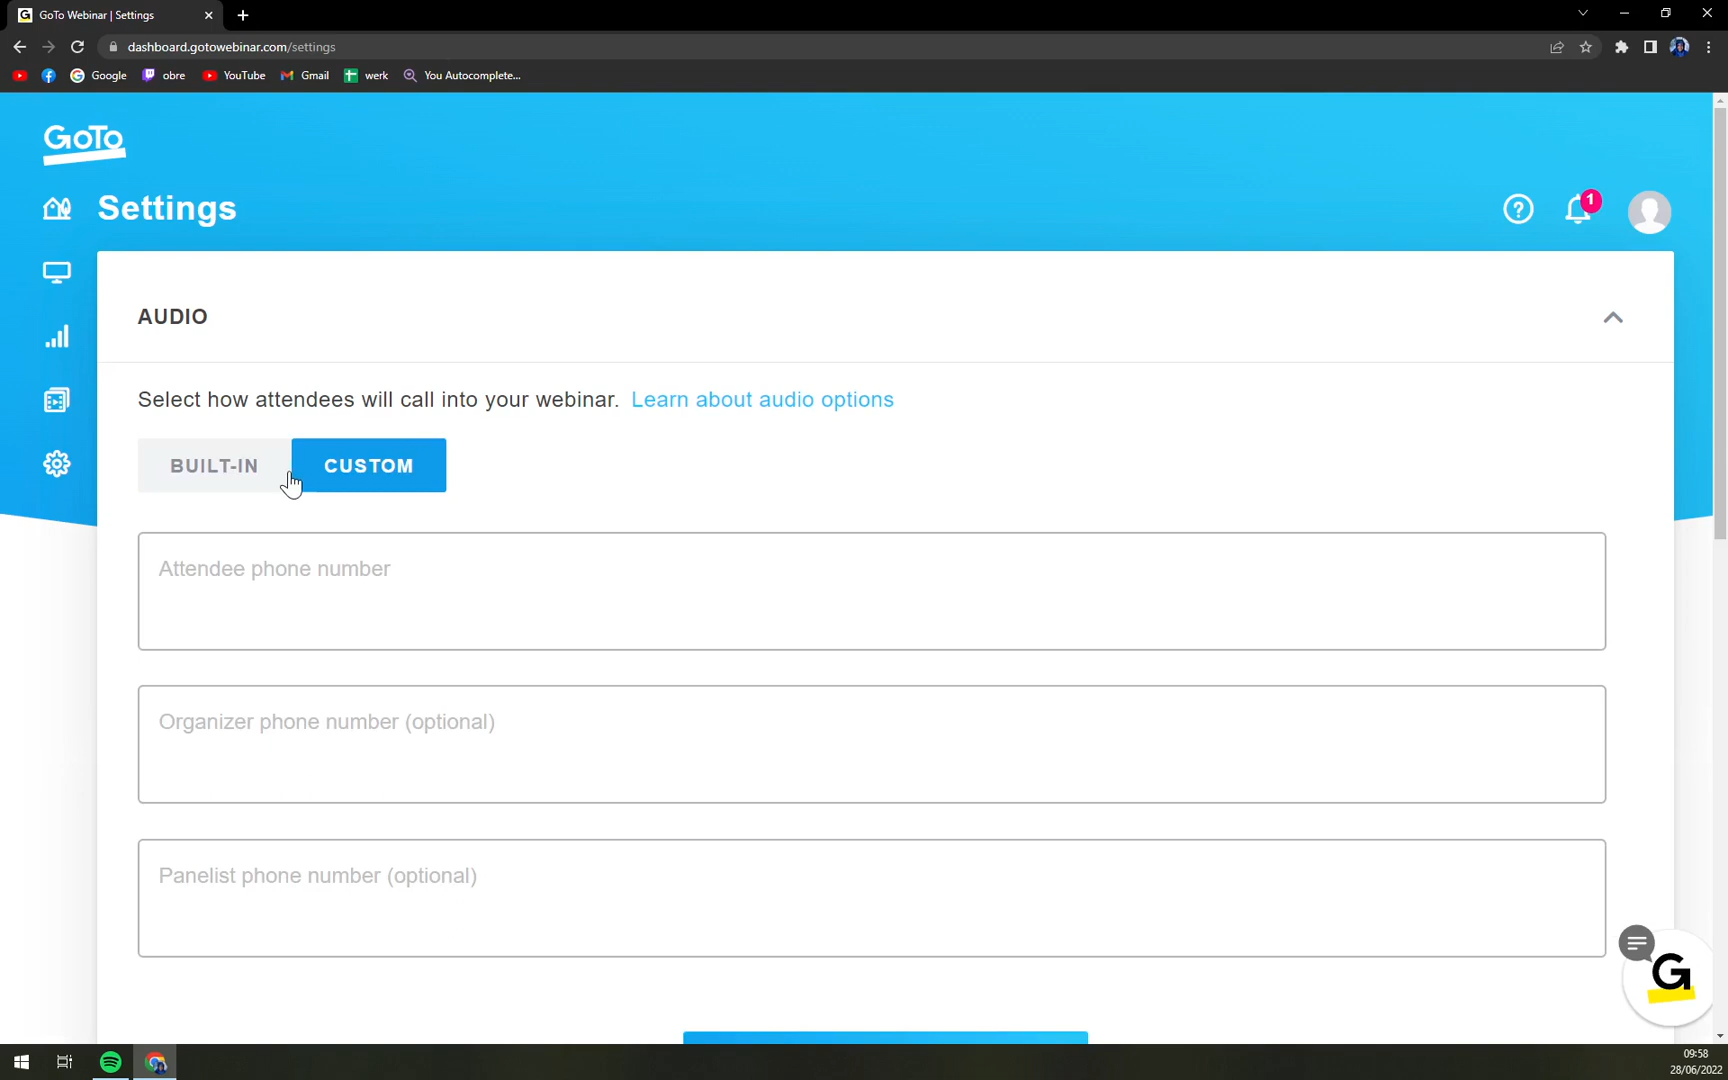 GoTo Webinar | Settings
dashboard.gotowebinar.com/settings
Google
obre
YouTube
Gmail
werk
You Autocomplete...
GoTo
Settings
1
AUDIO
Select how attendees will call into your webinar. Learn about audio options
BUILT-IN
CUSTOM
Attendee phone number
Organizer phone number (optional)
Panelist phone number (optional)
G
09:58
28/06/2022